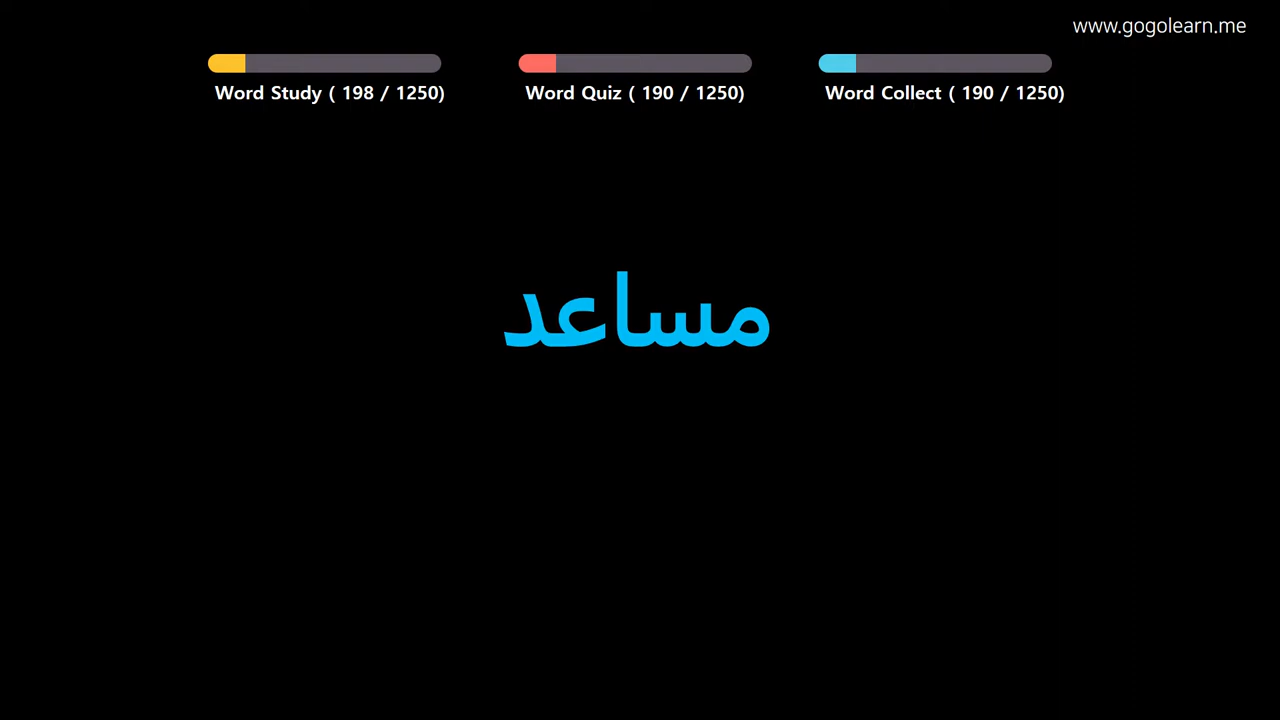 www.gogolearn.me
Word Study ( 198 / 1250)
Word Quiz ( 190 / 1250)
Word Collect ( 190 / 1250)
مساعد